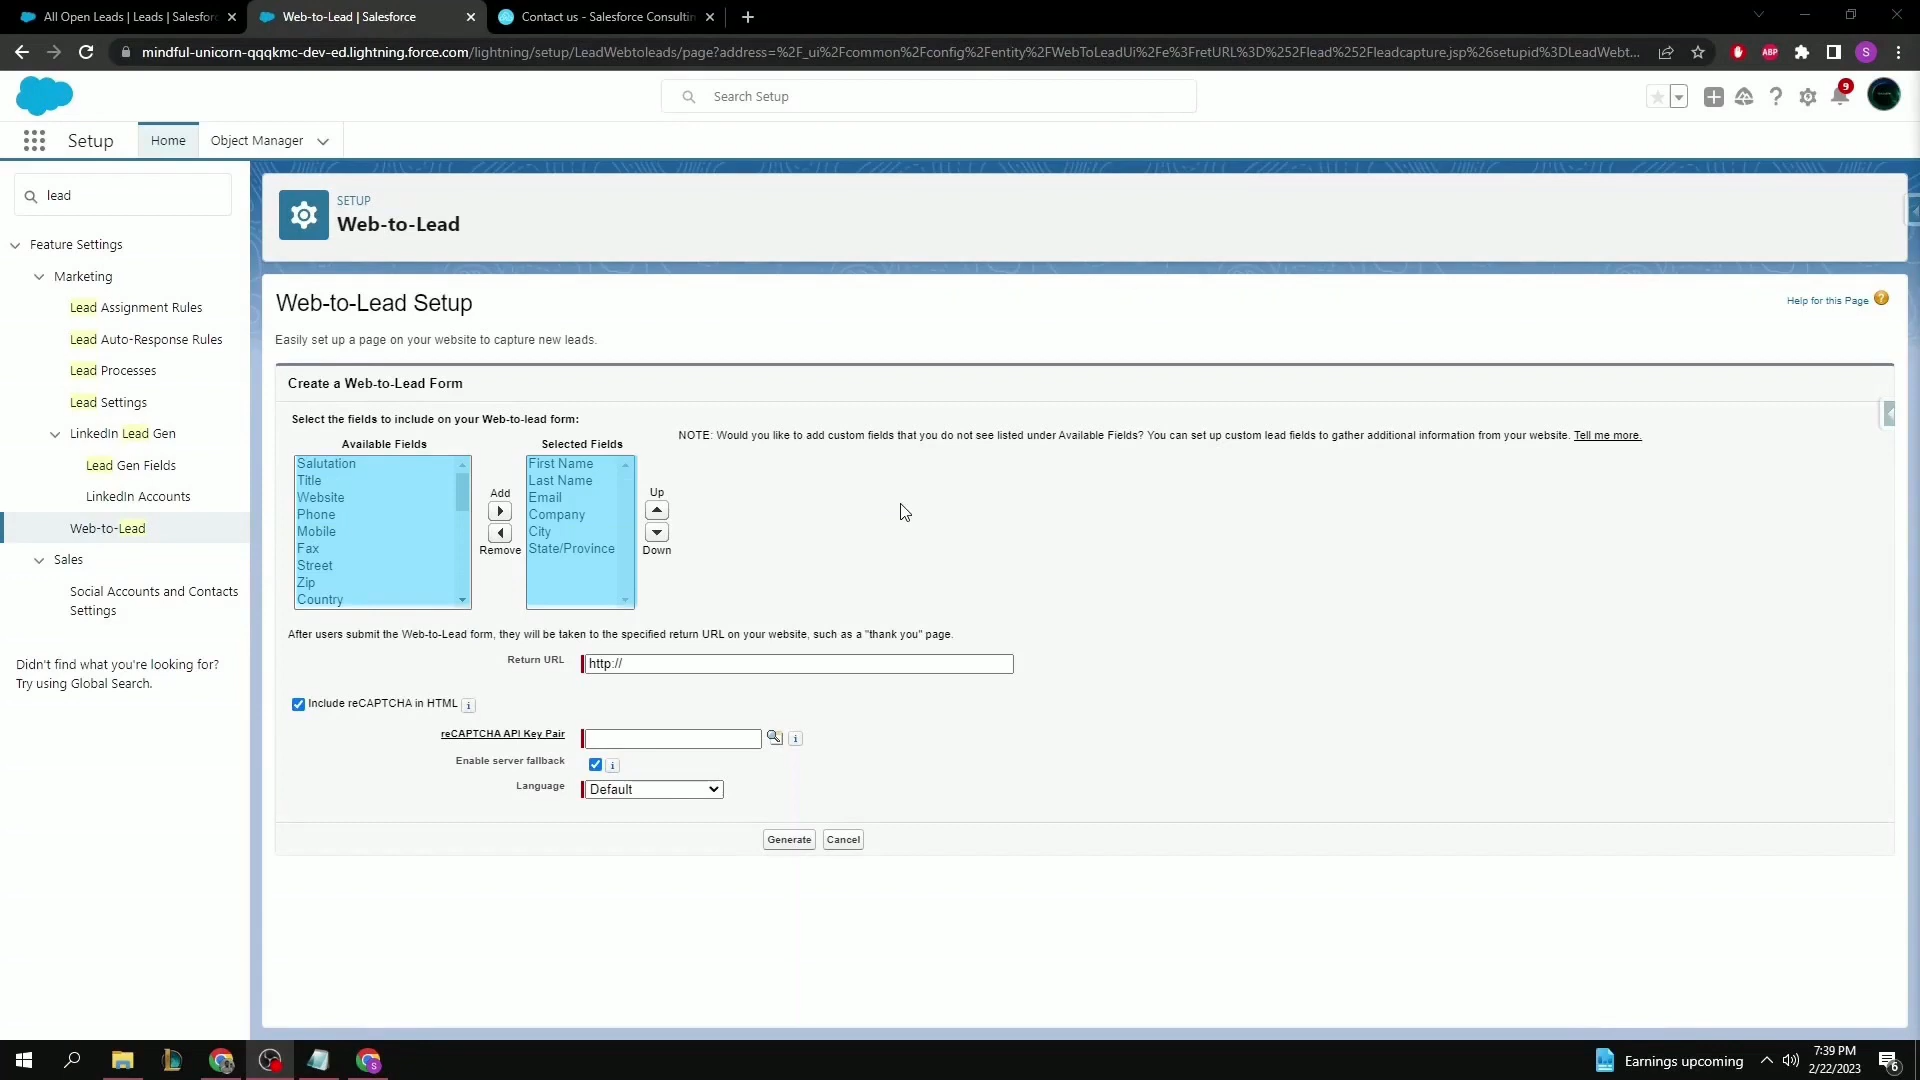 All Open Leads | Leads | Salesforc
Web-to-Lead | Salesforce
Contact us - Salesforce Consultin
mindful-unicorn-qqqkmc-dev-ed.lightning.force.com/lightning/setup/LeadWebtoleads/page?address=%2F_ui%2Fcommon%2Fconfig%2Fentity%2FWebToLeadUi%2Fe%3FretURL%3D%252Flead%252Fleadcapture.jsp%26setupid%3DLeadWebt...
ABP
S
Search Setup
9
Setup
Home
Object Manager
lead
Feature Settings
Marketing
Lead Assignment Rules
Lead Auto-Response Rules
Lead Processes
Lead Settings
LinkedIn Lead Gen
Lead Gen Fields
LinkedIn Accounts
Web-to-Lead
Sales
Social Accounts and Contacts
Settings
Didn't find what you're looking for?
Try using Global Search.
SETUP
Web-to-Lead
Web-to-Lead Setup
Help for this Page
Easily set up a page on your website to capture new leads.
Create a Web-to-Lead Form
Select the fields to include on your Web-to-lead form:
Available Fields
Selected Fields
NOTE: Would you like to add custom fields that you do not see listed under Available Fields? You can set up custom lead fields to gather additional information from your website. Tell me more.
Salutation
Title
Website
Phone
Mobile
Fax
Street
Zip
Country
Add
Remove
First Name
Last Name
Email
Company
City
State/Province
Up
Down
After users submit the Web-to-Lead form, they will be taken to the specified return URL on your website, such as a "thank you" page.
Return URL
http://
Include reCAPTCHA in HTML
reCAPTCHA API Key Pair
Enable server fallback
Language
Default
Generate
Cancel
Earnings upcoming
7:39 PM
2/22/2023
6